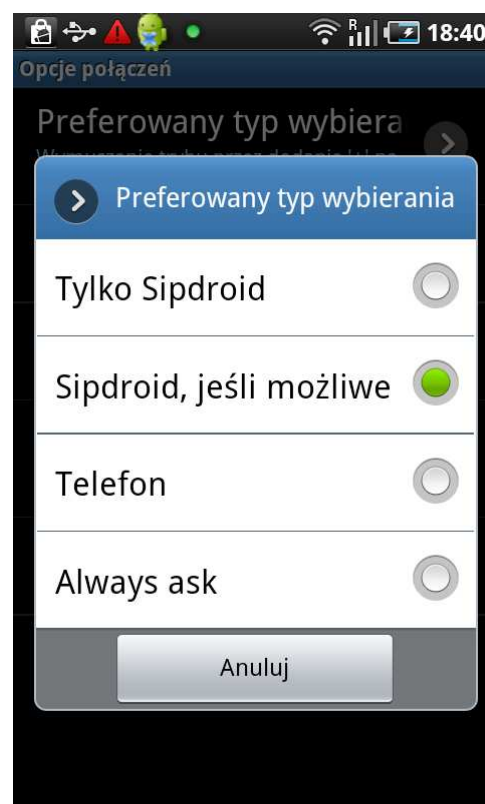 R
18:40
Opcje połączeń
Preferowany typ wybiera
Preferowany typ wybierania
Tylko Sipdroid
Sipdroid, jeśli możliwe
Telefon
Always ask
Anuluj